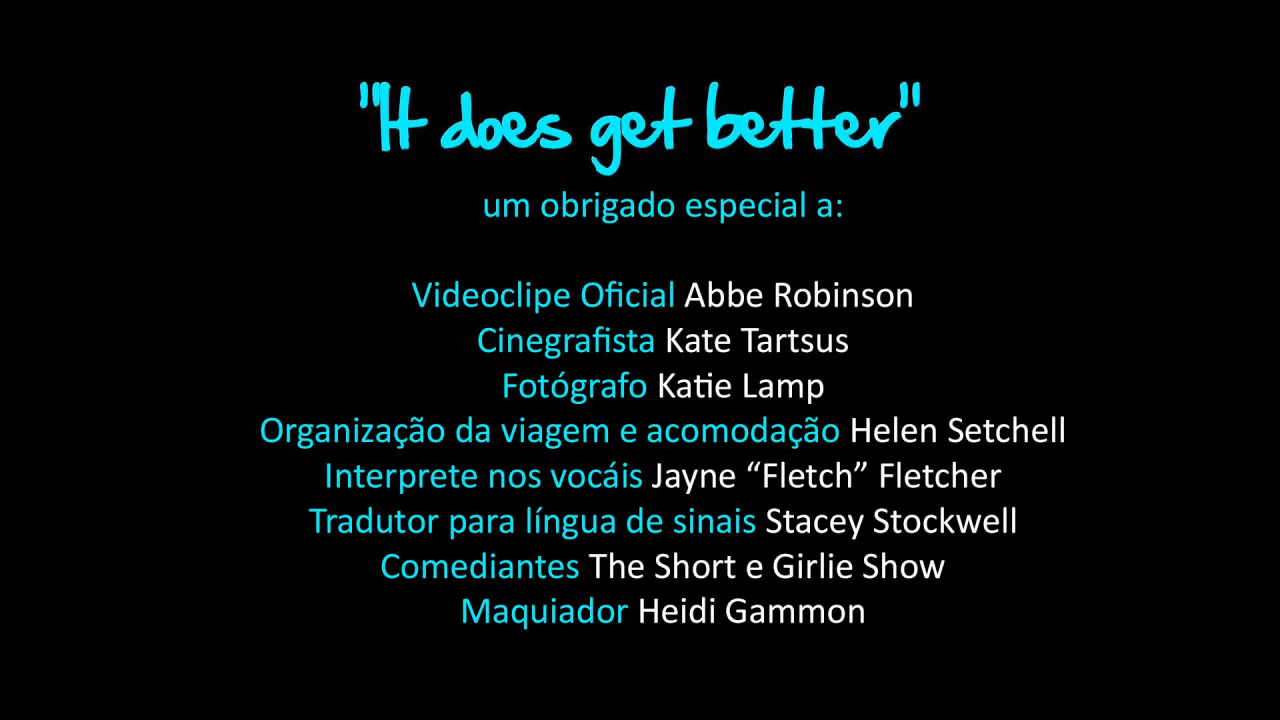 "It does get better"
um obrigado especial a:
Videoclipe Oficial Abbe Robinson
Cinegrafista Kate Tartsus
Fotógrafo Katie Lamp
Organização da viagem e acomodação Helen Setchell
Interprete nos vocáis Jayne “Fletch” Fletcher
Tradutor para língua de sinais Stacey Stockwell
Comediantes The Short e Girlie Show
Maquiador Heidi Gammon